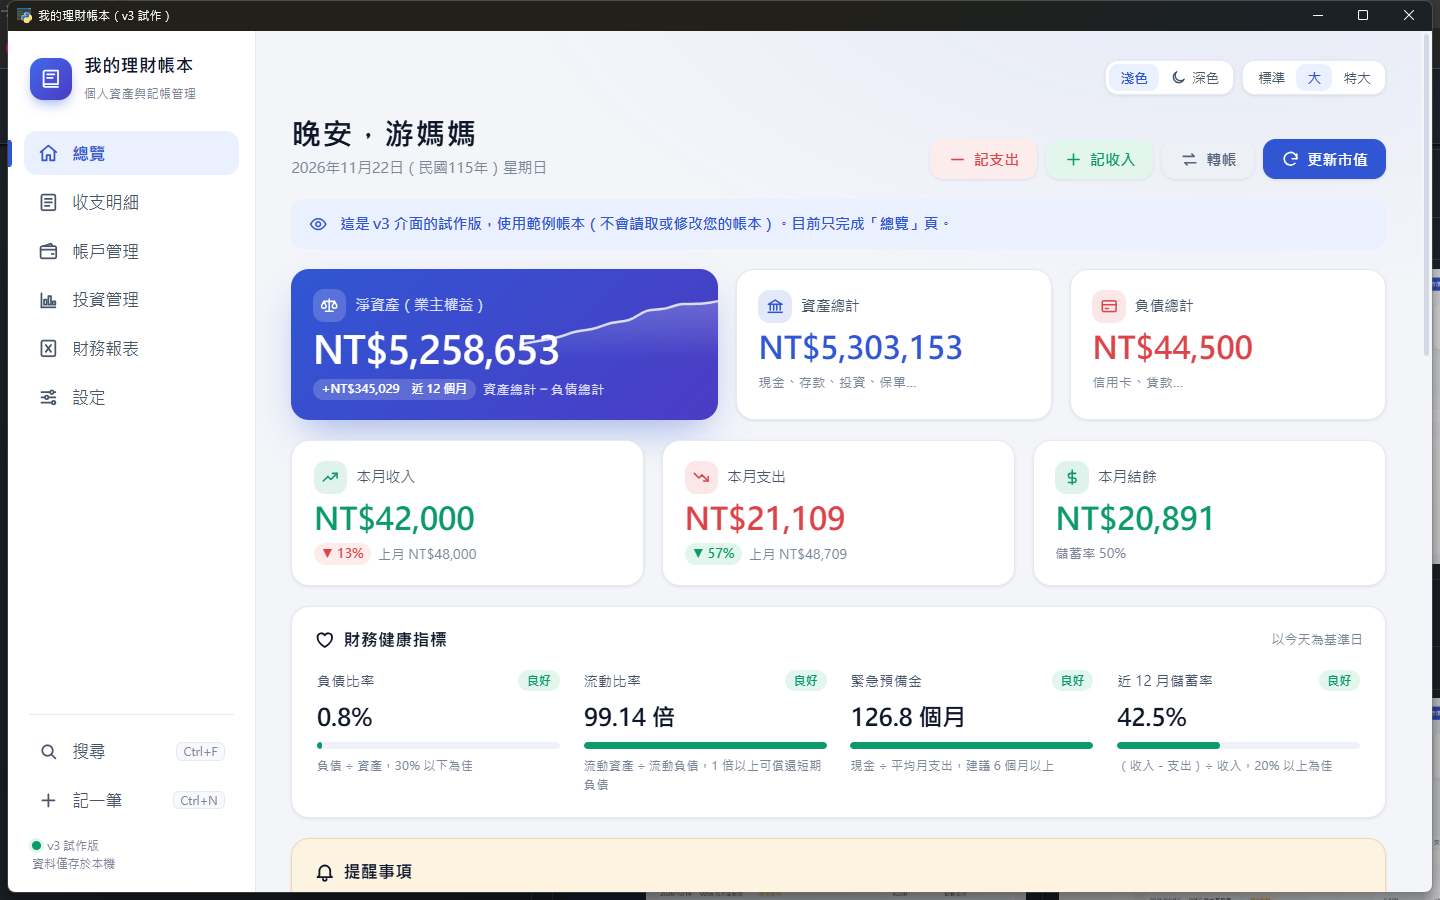 我的理財帳本（v3 試作）
我的理財帳本
個人資產與記帳管理
總覽
收支明細
帳戶管理
投資管理
財務報表
設定
搜尋 Ctrl+F
記一筆 Ctrl+N
v3 試作版
資料僅存於本機
淺色 深色 標準 大 特大
晚安，游媽媽
2026年11月22日（民國115年）星期日
記支出 記收入 轉帳 更新市值
這是 v3 介面的試作版，使用範例帳本（不會讀取或修改您的帳本）。目前只完成「總覽」頁。
淨資產（業主權益）
NT$5,258,653
+NT$345,029 近 12 個月 資產總計 − 負債總計
資產總計
NT$5,303,153
現金、存款、投資、保單...
負債總計
NT$44,500
信用卡、貸款...
本月收入
NT$42,000
▼ 13% 上月 NT$48,000
本月支出
NT$21,109
▼ 57% 上月 NT$48,709
本月結餘
NT$20,891
儲蓄率 50%
財務健康指標 以今天為基準日
負債比率 良好
0.8%
負債 ÷ 資產，30% 以下為佳
流動比率 良好
99.14 倍
流動資產 ÷ 流動負債，1 倍以上可償還短期
負債
緊急預備金 良好
126.8 個月
現金 ÷ 平均月支出，建議 6 個月以上
近 12 月儲蓄率 良好
42.5%
（收入 - 支出）÷ 收入，20% 以上為佳
提醒事項